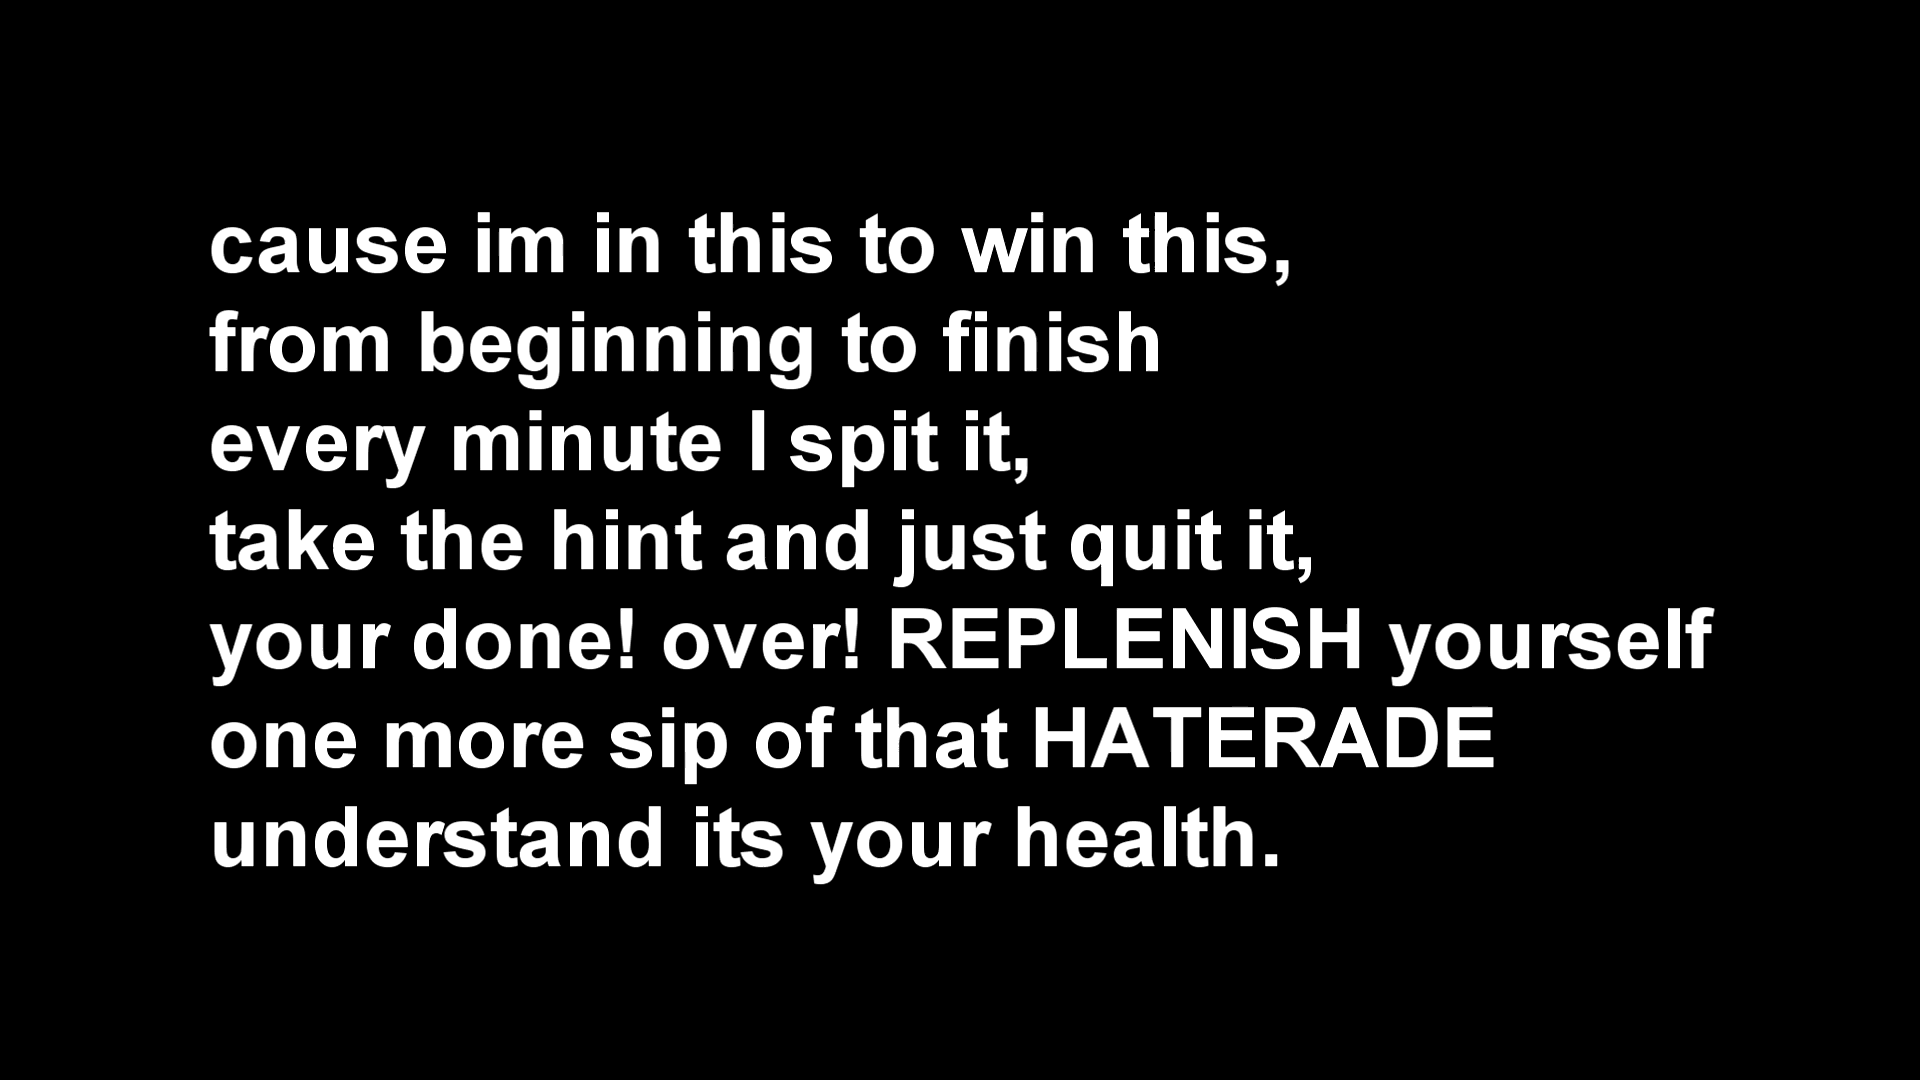 cause im in this to win this,
from beginning to finish
every minute I spit it,
take the hint and just quit it,
your done! over! REPLENISH yourself
one more sip of that HATERADE
understand its your health.